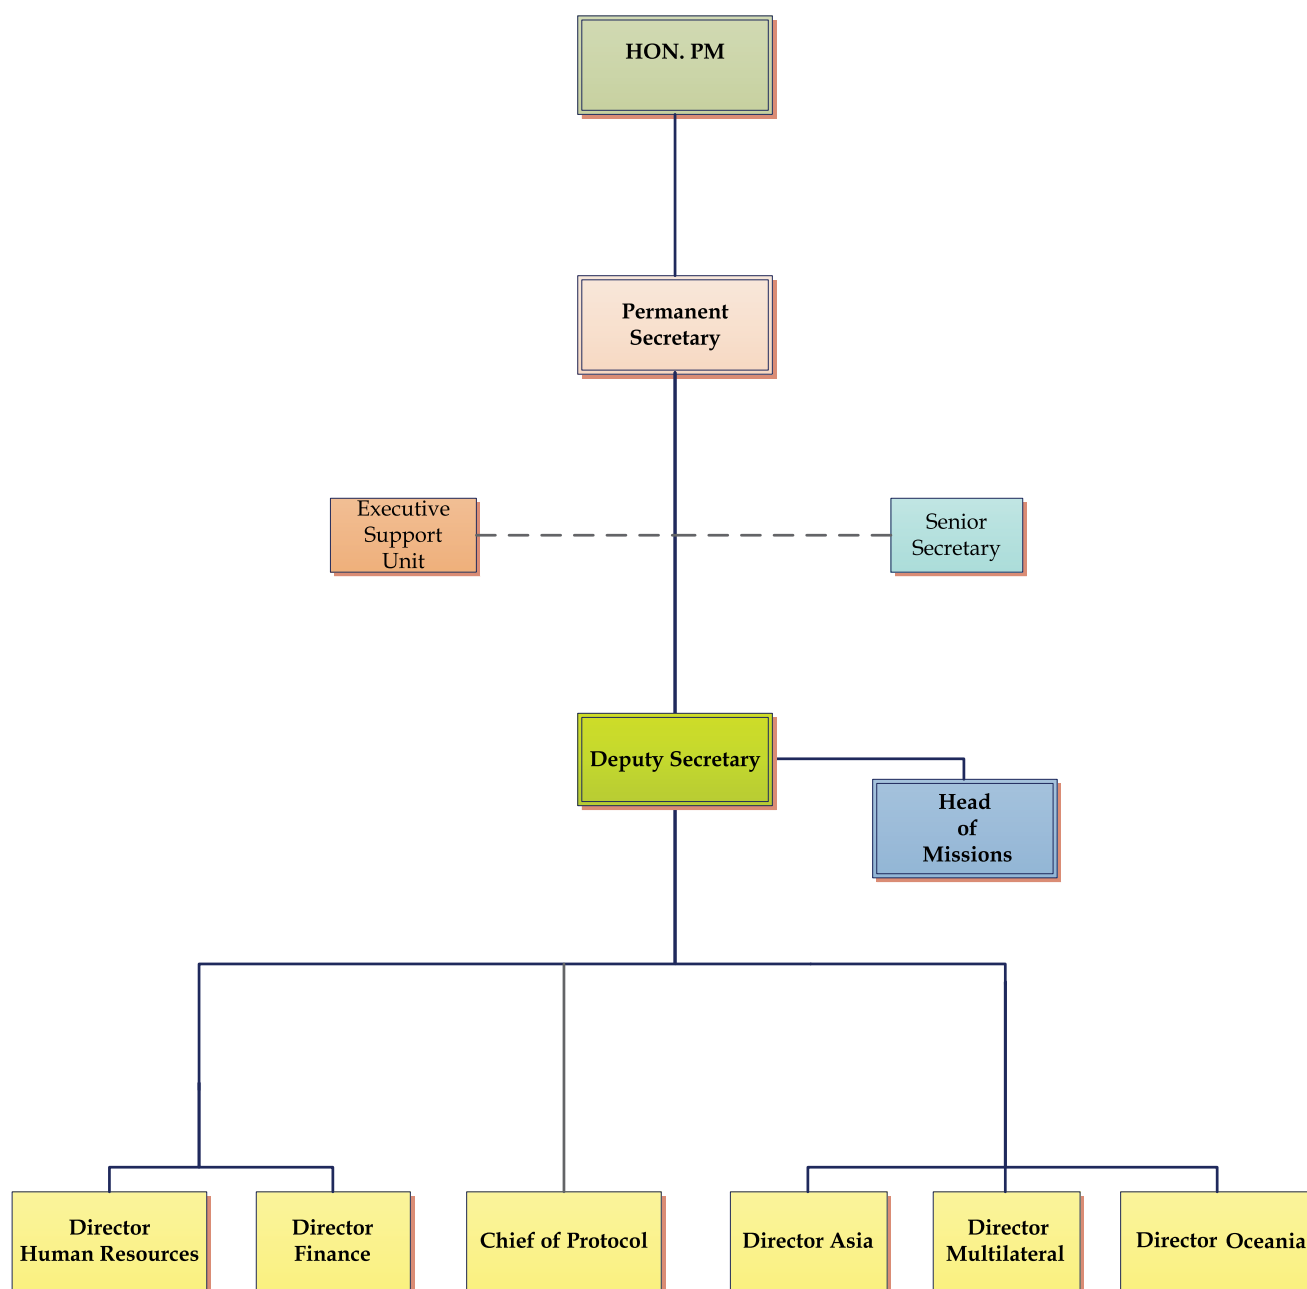 HON. PM
Permanent
Secretary
Executive
Support
Unit
Senior
Secretary
Deputy Secretary
Head
of
Missions
Director
Human Resources
Director
Finance
Chief of Protocol
Director Asia
Director
Multilateral
Director Oceania